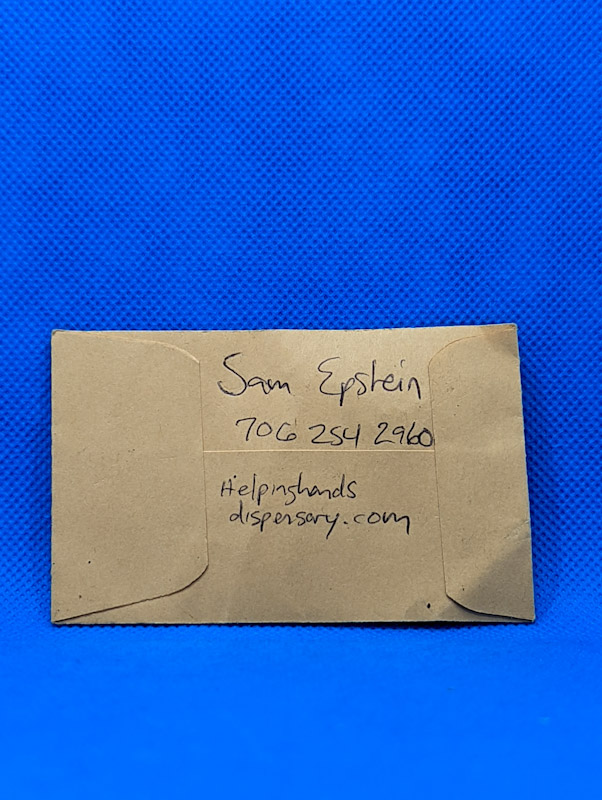 Sam Epstein
706 254 2960
Helpinghands
dispensary.com